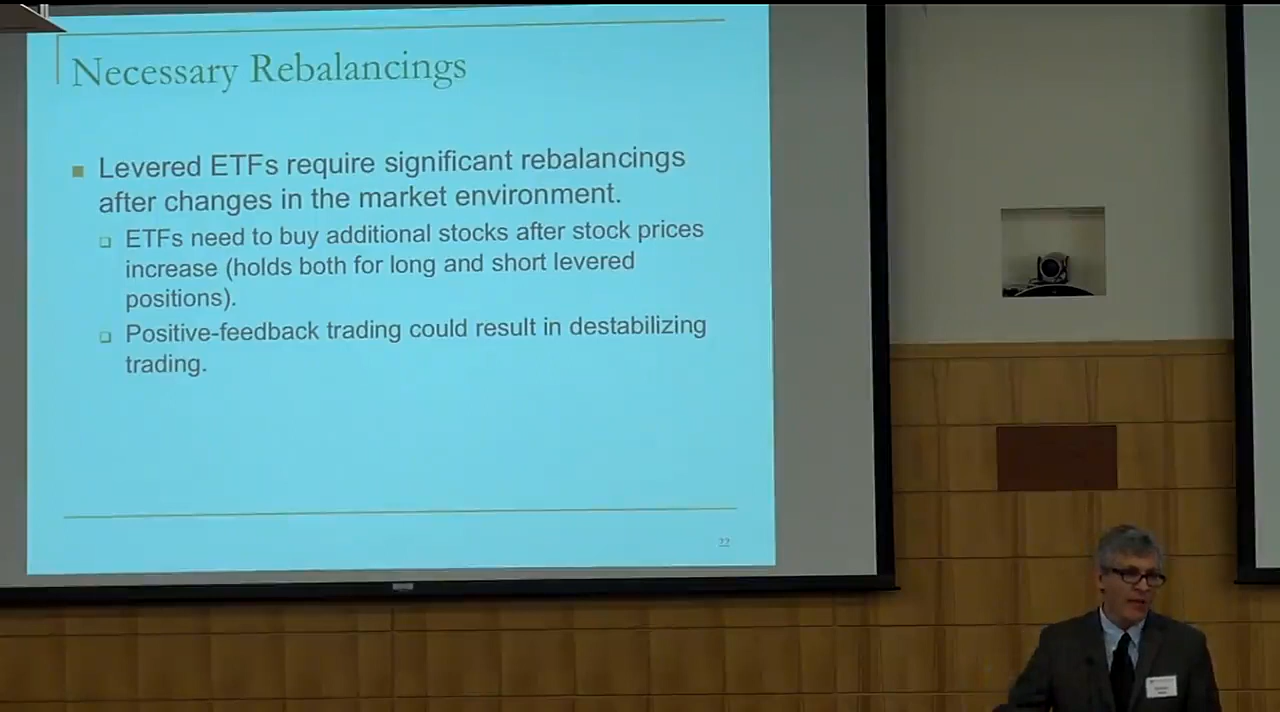 Necessary Rebalancings
■ Levered ETFs require significant rebalancings
after changes in the market environment.
❑ ETFs need to buy additional stocks after stock prices
increase (holds both for long and short levered
positions).
❑ Positive-feedback trading could result in destabilizing
trading.
22